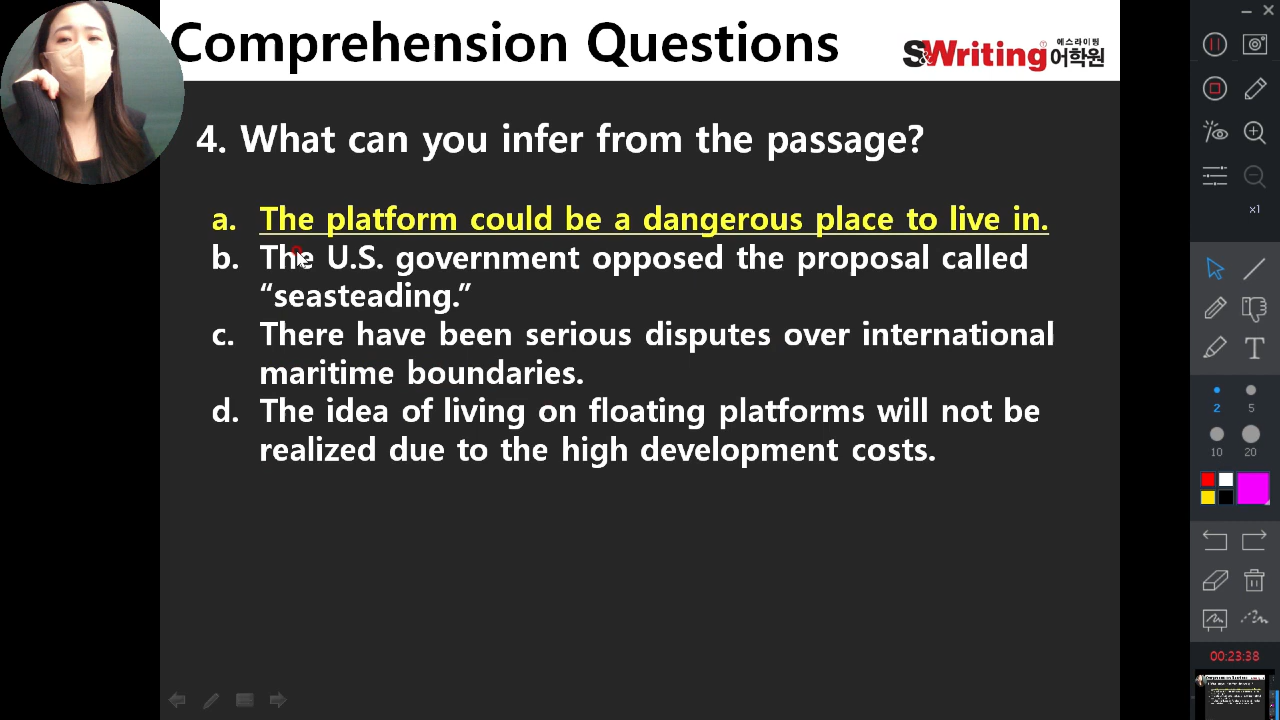 Comprehension Questions
에스라이팅
S&Writing 어학원
4. What can you infer from the passage?
a. The platform could be a dangerous place to live in.
b. The U.S. government opposed the proposal called
“seasteading.”
c. There have been serious disputes over international
maritime boundaries.
d. The idea of living on floating platforms will not be
realized due to the high development costs.
x1
T
2 5
10 20
00:23:38